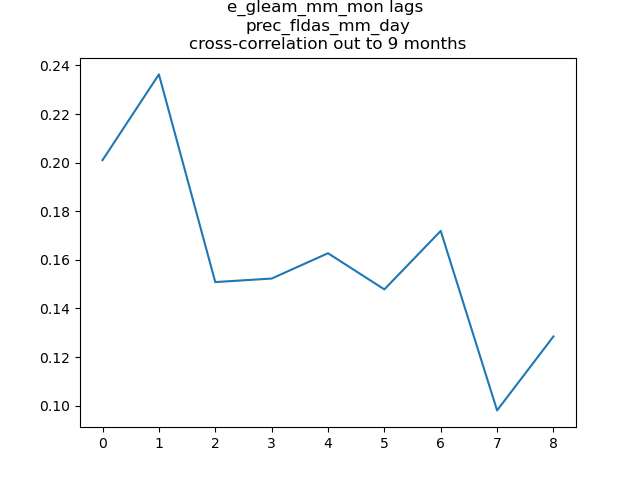 e_gleam_mm_mon lags
prec_fldas_mm_day
cross-correlation out to 9 months
0.24
0.22
0.20
0.18
0.16
0.14
0.12
0.10
0 1 2 3 4 5 6 7 8